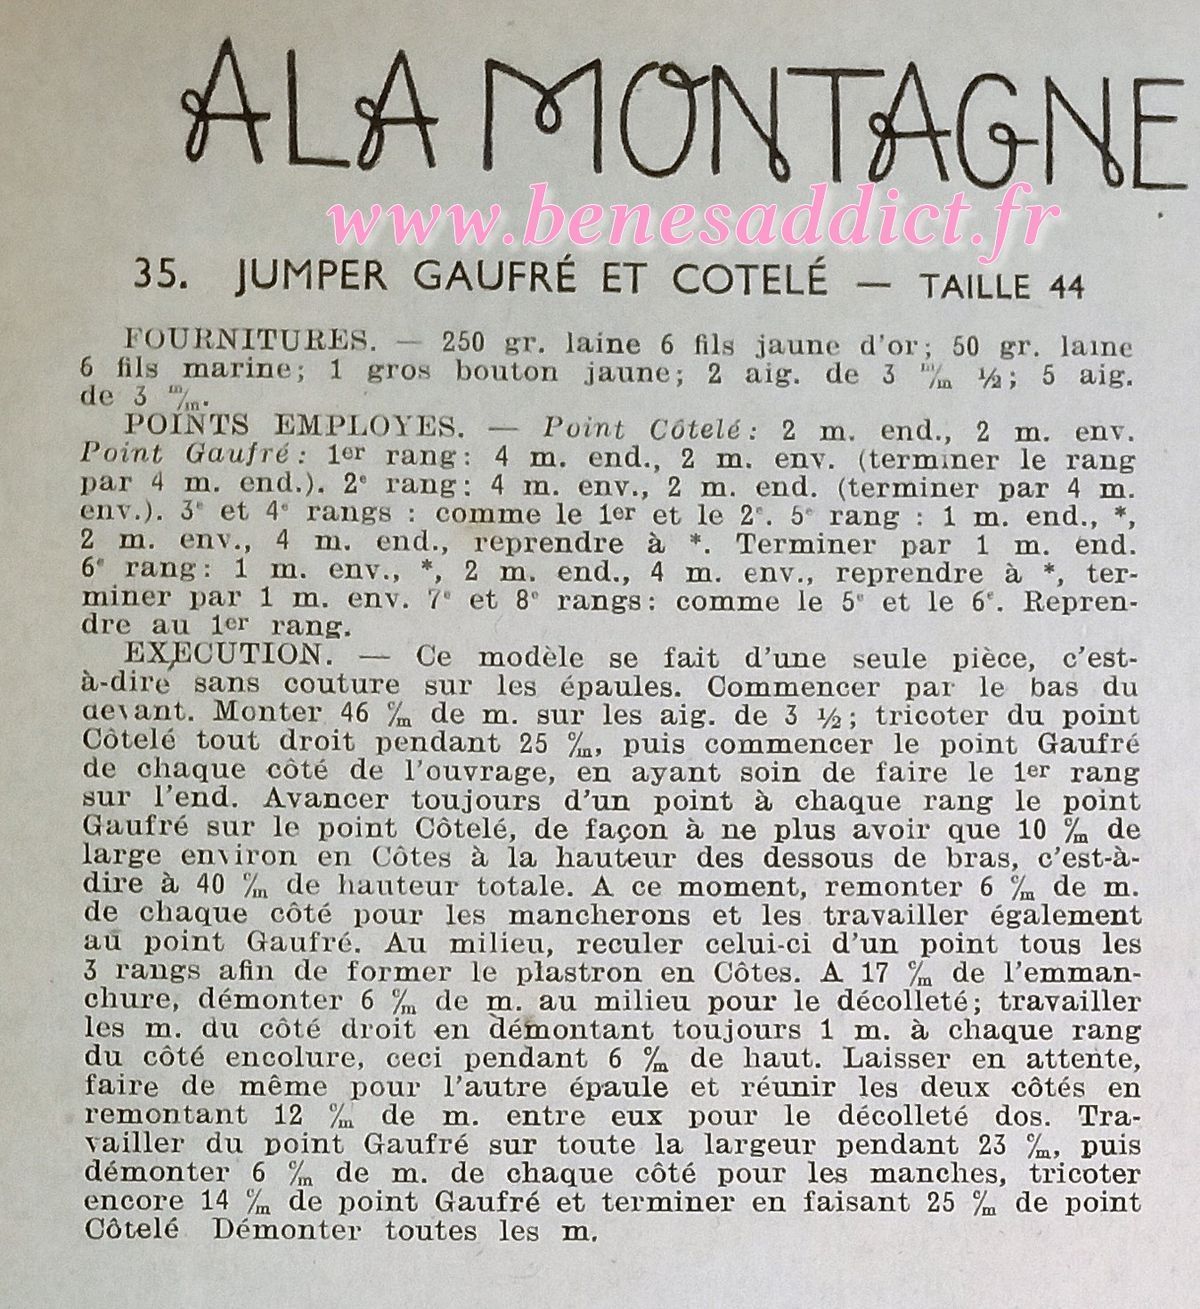 A LA MONTAGNE
www.benesaddict.fr
35. JUMPER GAUFRÉ ET COTELÉ — TAILLE 44
FOURNITURES. — 250 gr. laine 6 fils jaune d'or; 50 gr. laine
6 fils marine; 1 gros bouton jaune; 2 aig. de 3 m/m ½; 5 aig.
de 3 m/m.
POINTS EMPLOYES. — Point Côtelé: 2 m. end., 2 m. env.
Point Gaufré: 1er rang: 4 m. end., 2 m. env. (terminer le rang
par 4 m. end.). 2e rang: 4 m. env., 2 m. end. (terminer par 4 m.
env.). 3e et 4e rangs : comme le 1er et le 2e. 5e rang : 1 m. end., *,
2 m. env., 4 m. end., reprendre à *. Terminer par 1 m. end.
6e rang: 1 m. env., *, 2 m. end., 4 m. env., reprendre à *, ter-
miner par 1 m. env. 7e et 8e rangs: comme le 5e et le 6e. Repren-
dre au 1er rang.
EXECUTION. — Ce modèle se fait d'une seule pièce, c'est-
à-dire sans couture sur les épaules. Commencer par le bas du
devant. Monter 46 c/m de m. sur les aig. de 3 ½; tricoter du point
Côtelé tout droit pendant 25 c/m, puis commencer le point Gaufré
de chaque côté de l'ouvrage, en ayant soin de faire le 1er rang
sur l'end. Avancer toujours d'un point à chaque rang le point
Gaufré sur le point Côtelé, de façon à ne plus avoir que 10 c/m de
large environ en Côtes à la hauteur des dessous de bras, c'est-à-
dire à 40 c/m de hauteur totale. A ce moment, remonter 6 c/m de m.
de chaque côté pour les mancherons et les travailler également
au point Gaufré. Au milieu, reculer celui-ci d'un point tous les
3 rangs afin de former le plastron en Côtes. A 17 c/m de l'emman-
chure, démonter 6 c/m de m. au milieu pour le décolleté; travailler
les m. du côté droit en démontant toujours 1 m. à chaque rang
du côté encolure, ceci pendant 6 c/m de haut. Laisser en attente,
faire de même pour l'autre épaule et réunir les deux côtés en
remontant 12 c/m de m. entre eux pour le décolleté dos. Tra-
vailler du point Gaufré sur toute la largeur pendant 23 c/m, puis
démonter 6 c/m de m. de chaque côté pour les manches, tricoter
encore 14 c/m de point Gaufré et terminer en faisant 25 c/m de point
Côtelé Démonter toutes les m.